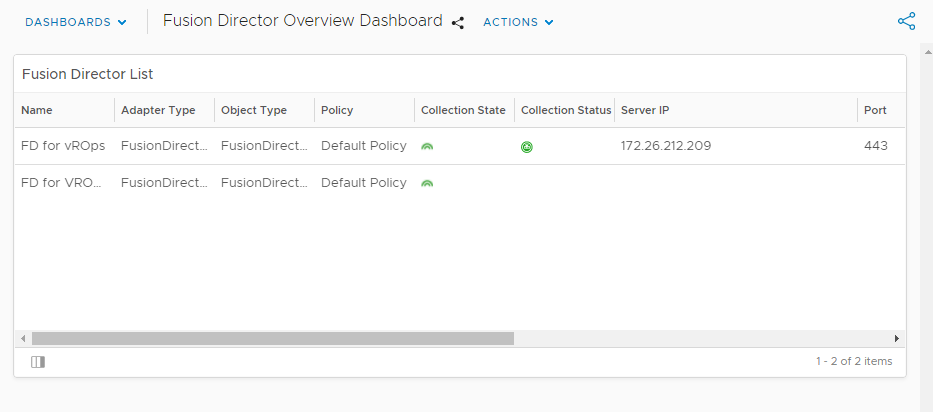 DASHBOARDS Fusion Director Overview Dashboard ACTIONS
Fusion Director List
Name Adapter Type Object Type Policy Collection State Collection Status Server IP Port
FD for vROps FusionDirect... FusionDirect... Default Policy 172.26.212.209 443
FD for VRO... FusionDirect... FusionDirect... Default Policy
1 - 2 of 2 items